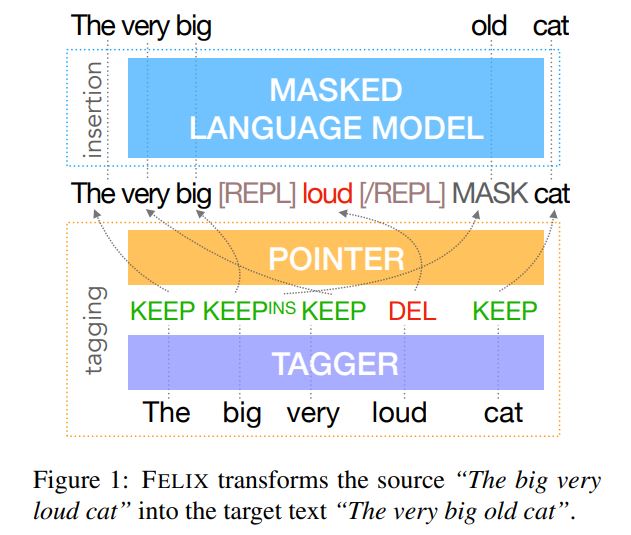 The very big old cat
insertion
MASKED
LANGUAGE MODEL
The very big [REPL] loud [/REPL] MASK cat
tagging
POINTER
KEEP KEEPINS KEEP DEL KEEP
TAGGER
The big very loud cat
Figure 1: FELIX transforms the source “The big very
loud cat” into the target text “The very big old cat”.